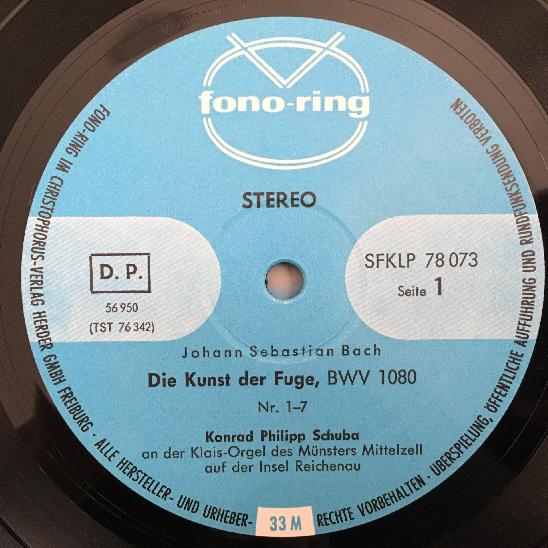 fono-ring
STEREO
D. P.
56 950
(TST 76 342)
SFKLP 78 073
Seite 1
Johann Sebastian Bach
Die Kunst der Fuge, BWV 1080
Nr. 1–7
Konrad Philipp Schuba
an der Klais-Orgel des Münsters Mittelzell
auf der Insel Reichenau
33 M
FONO-RING IM CHRISTOPHORUS-VERLAG HERDER GMBH FREIBURG · ALLE HERSTELLER- UND URHEBER-RECHTE VORBEHALTEN · ÜBERSPIELUNG, ÖFFENTLICHE AUFFÜHRUNG UND RUNDFUNKSENDUNG VERBOTEN